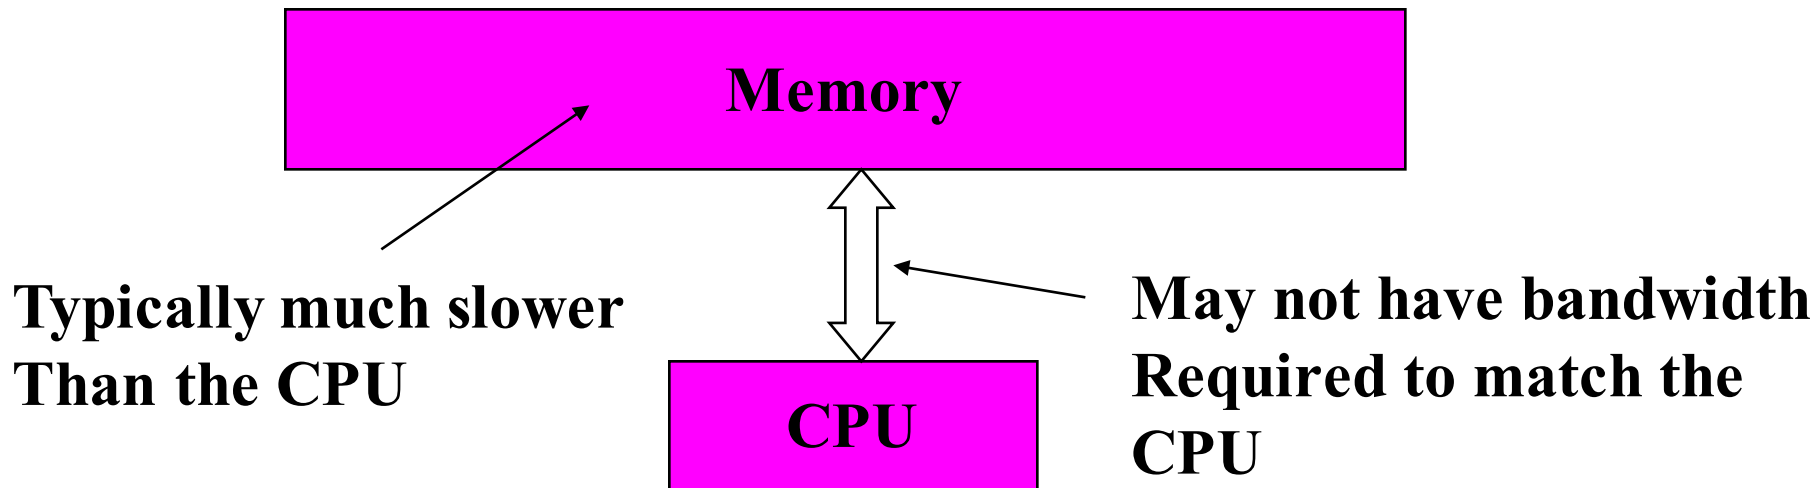 Memory
Typically much slower
Than the CPU
May not have bandwidth
Required to match the
CPU
CPU